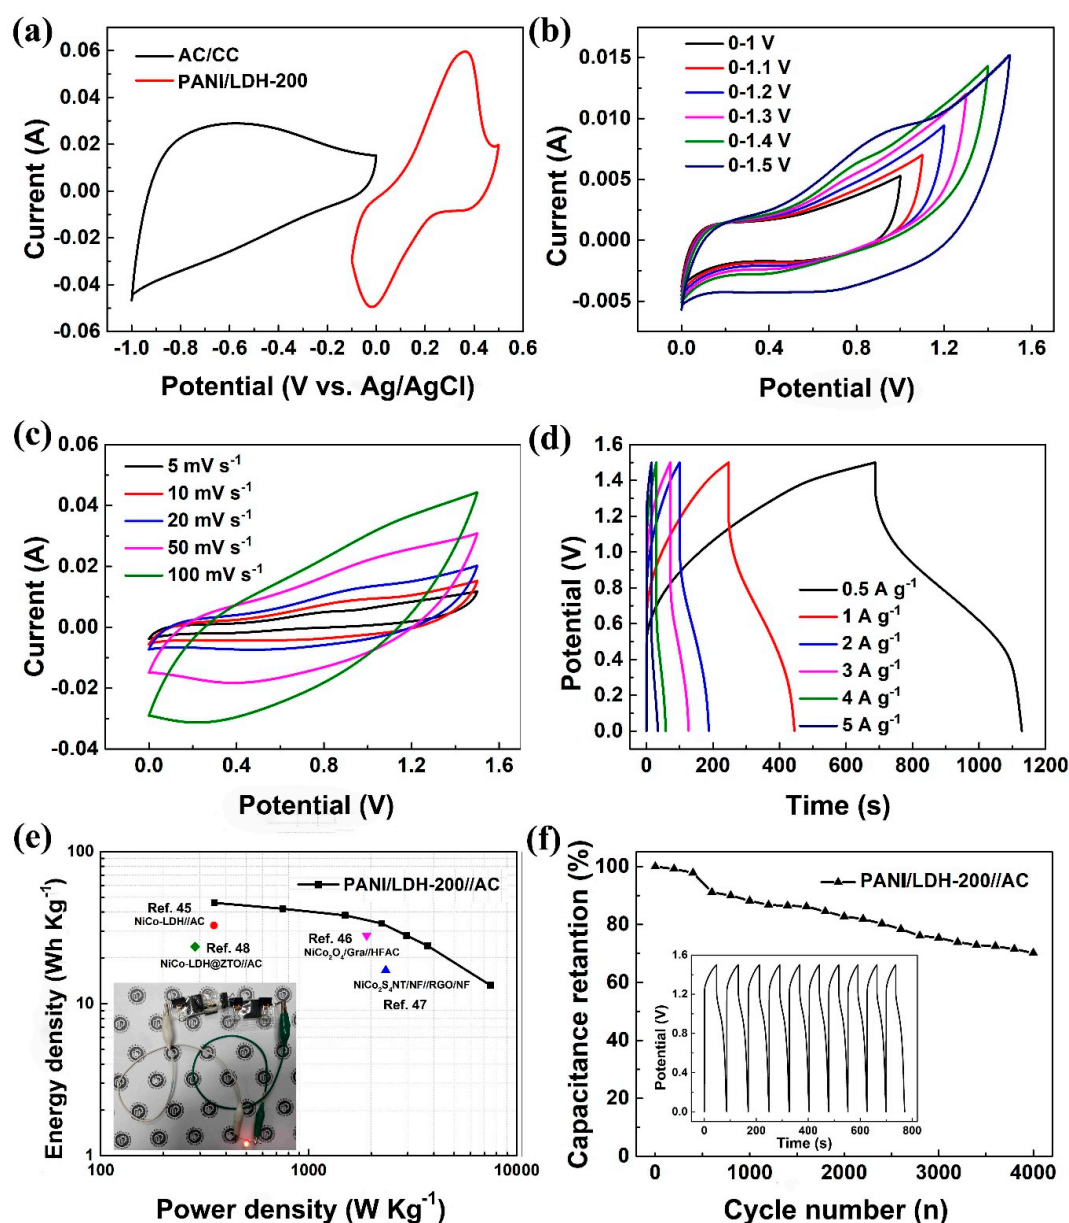 (a)
0.06
0.04
0.02
0.00
-0.02
-0.04
-0.06
Current (A)
AC/CC
PANI/LDH-200
-1.0 -0.8 -0.6 -0.4 -0.2 0.0 0.2 0.4 0.6
Potential (V vs. Ag/AgCl)
(b)
0.015
0.010
0.005
0.000
-0.005
Current (A)
0-1 V
0-1.1 V
0-1.2 V
0-1.3 V
0-1.4 V
0-1.5 V
0.0 0.4 0.8 1.2 1.6
Potential (V)
(c)
0.06
0.04
0.02
0.00
-0.02
-0.04
Current (A)
5 mV s⁻¹
10 mV s⁻¹
20 mV s⁻¹
50 mV s⁻¹
100 mV s⁻¹
0.0 0.4 0.8 1.2 1.6
Potential (V)
(d)
1.6
1.4
1.2
1.0
0.8
0.6
0.4
0.2
0.0
Potential (V)
0.5 A g⁻¹
1 A g⁻¹
2 A g⁻¹
3 A g⁻¹
4 A g⁻¹
5 A g⁻¹
0 200 400 600 800 1000 1200
Time (s)
(e)
100
10
1
Energy density (Wh Kg⁻¹)
PANI/LDH-200//AC
Ref. 45
NiCo-LDH//AC
Ref. 48
NiCo-LDH@ZTO//AC
Ref. 46
NiCo₂O₄/Gra//HFAC
NiCo₂S₄NT/NF//RGO/NF
Ref. 47
100 1000 10000
Power density (W Kg⁻¹)
(f)
100
80
60
40
20
0
Capacitance retantion (%)
PANI/LDH-200//AC
1.6
1.2
0.8
0.4
0.0
Potential (V)
0 200 400 600 800
Time (s)
0 500 1000 1500 2000 2500 3000 3500 4000
Cycle number (n)